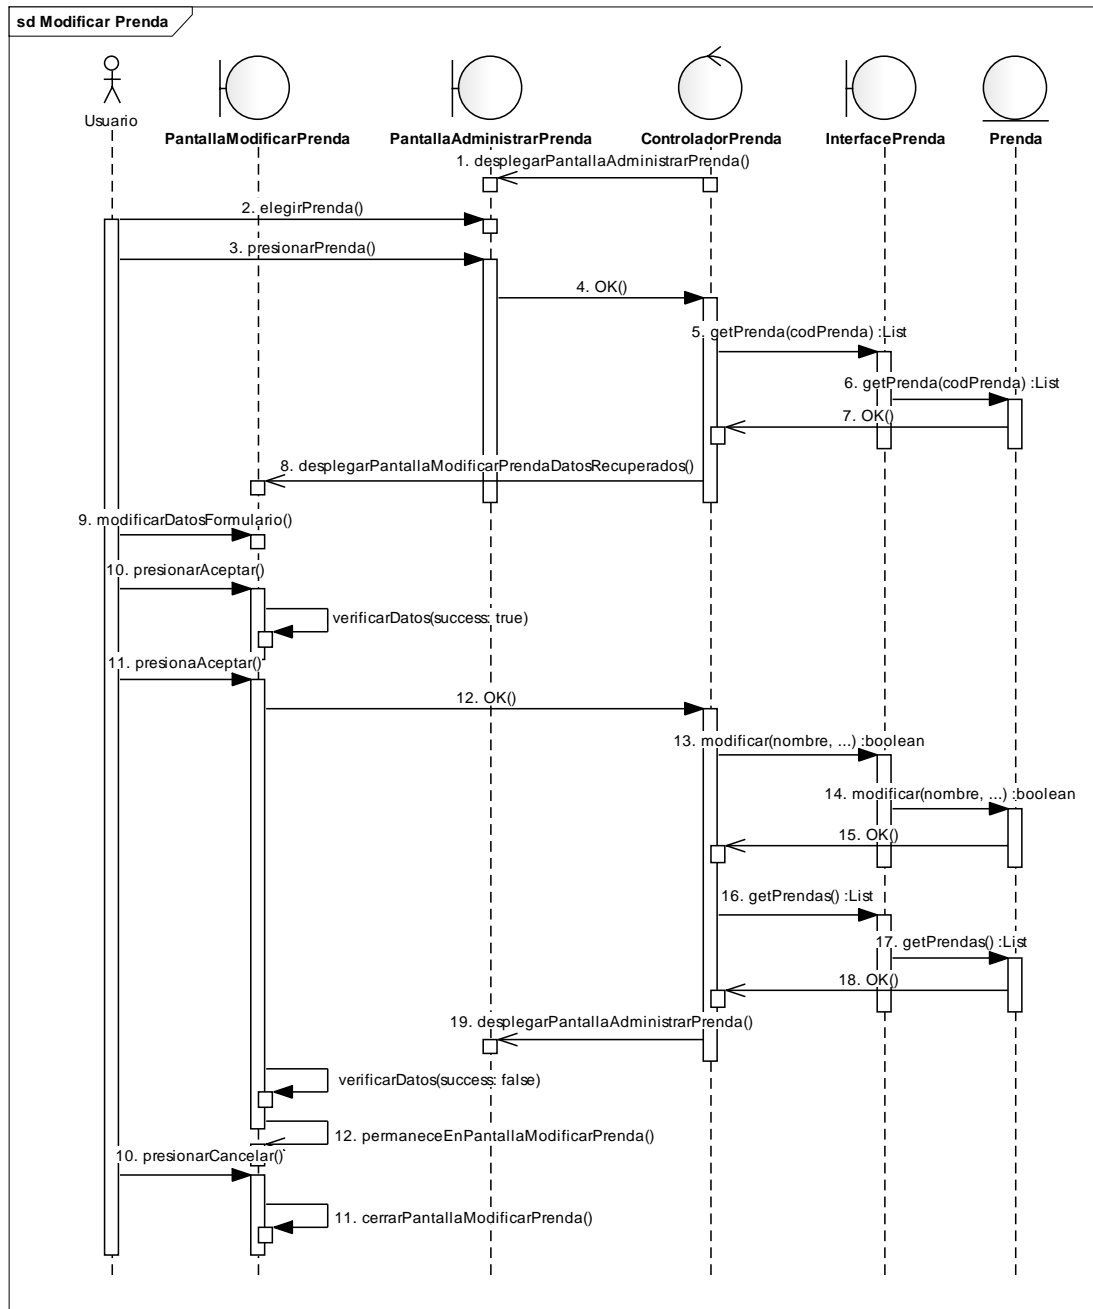 sd Modificar Prenda
Usuario
PantallaModificarPrenda
PantallaAdministrarPrenda
ControladorPrenda
InterfacePrenda
Prenda
1. desplegarPantallaAdministrarPrenda()
2. elegirPrenda()
3. presionarPrenda()
4. OK()
5. getPrenda(codPrenda) :List
6. getPrenda(codPrenda) :List
7. OK()
8. desplegarPantallaModificarPrendaDatosRecuperados()
9. modificarDatosFormulario()
10. presionarAceptar()
verificarDatos(success: true)
11. presionaAceptar()
12. OK()
13. modificar(nombre, ...) :boolean
14. modificar(nombre, ...) :boolean
15. OK()
16. getPrendas() :List
17. getPrendas() :List
18. OK()
19. desplegarPantallaAdministrarPrenda()
verificarDatos(success: false)
12. permaneceEnPantallaModificarPrenda()
10. presionarCancelar()
11. cerrarPantallaModificarPrenda()